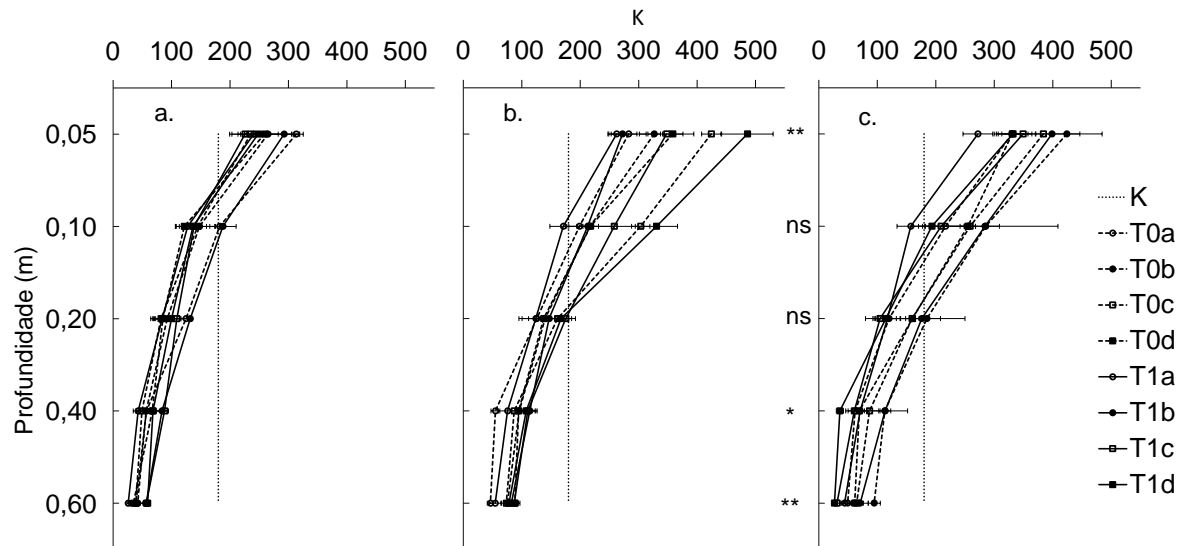 K
0 100 200 300 400 500
0 100 200 300 400 500
0 100 200 300 400 500
Profundidade (m)
0,05
0,10
0,20
0,40
0,60
a.
b.
c.
**
ns
ns
*
**
K
T0a
T0b
T0c
T0d
T1a
T1b
T1c
T1d